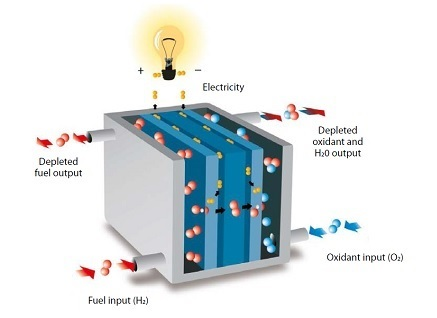 +
−
Electricity
Depleted
fuel output
Depleted
oxidant and
H20 output
Oxidant input (O₂)
Fuel input (H₂)